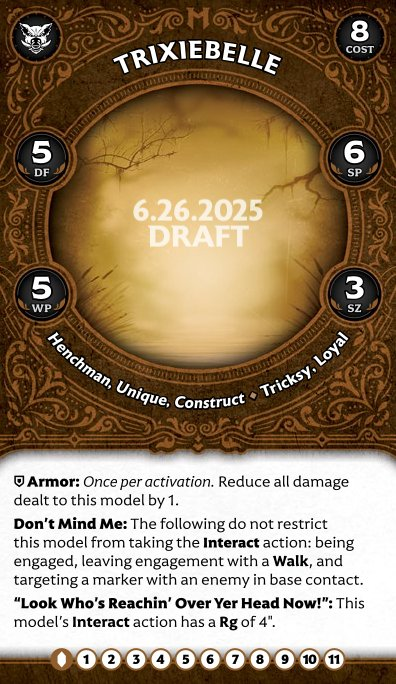 TRIXIEBELLE
8
COST
5
DF
6
SP
6.26.2025
DRAFT
5
WP
3
SZ
Henchman, Unique, Construct ◆ Tricksy, Loyal
Armor: Once per activation. Reduce all damage
dealt to this model by 1.
Don't Mind Me: The following do not restrict
this model from taking the Interact action: being
engaged, leaving engagement with a Walk, and
targeting a marker with an enemy in base contact.
“Look Who's Reachin' Over Yer Head Now!”: This
model's Interact action has a Rg of 4".
1 2 3 4 5 6 7 8 9 10 11